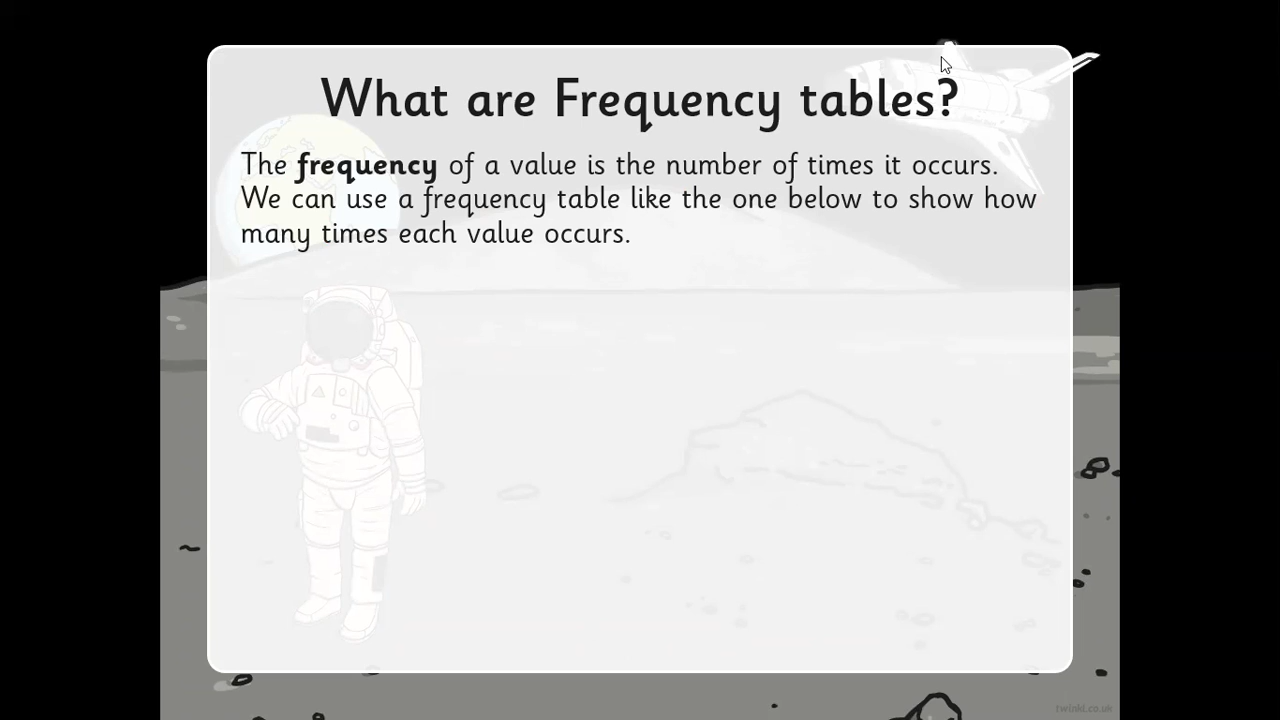 What are Frequency tables?
The frequency of a value is the number of times it occurs.
We can use a frequency table like the one below to show how
many times each value occurs.
twinkl.co.uk